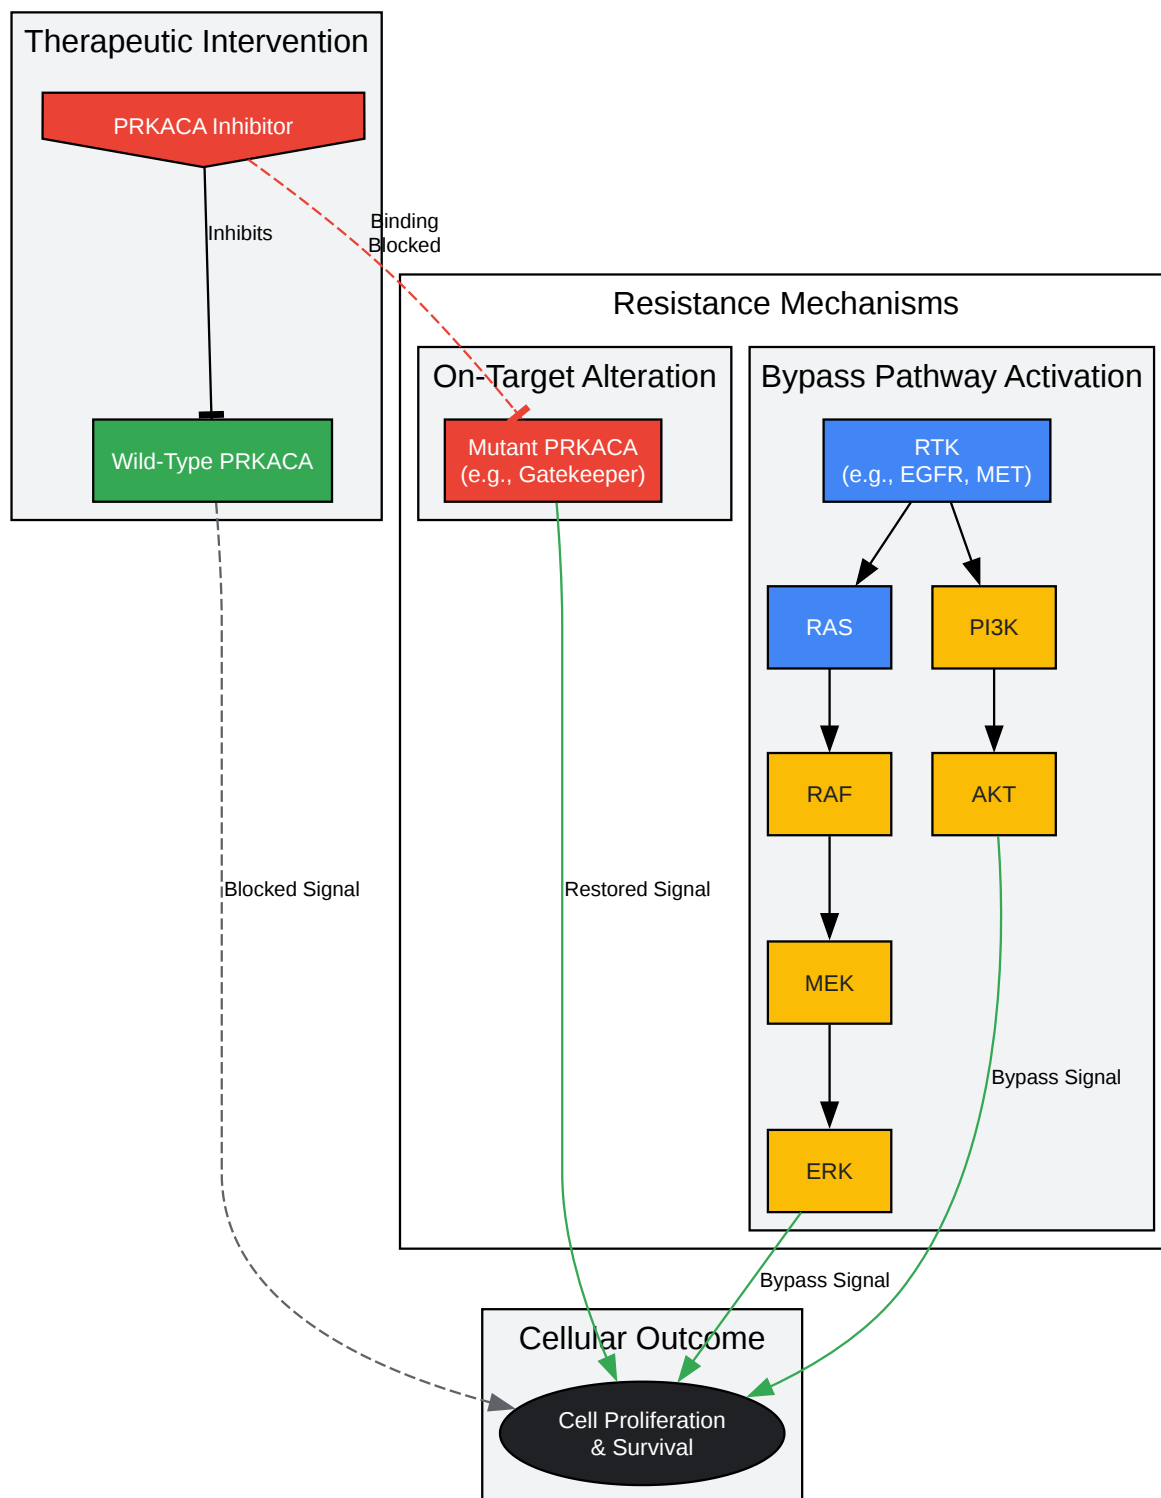 Therapeutic Intervention
PRKACA Inhibitor
Binding
Blocked
Inhibits
Resistance Mechanisms
On-Target Alteration
Bypass Pathway Activation
Wild-Type PRKACA
Mutant PRKACA
(e.g., Gatekeeper)
RTK
(e.g., EGFR, MET)
RAS
PI3K
RAF
AKT
Blocked Signal
Restored Signal
MEK
Bypass Signal
ERK
Bypass Signal
Cellular Outcome
Cell Proliferation
& Survival